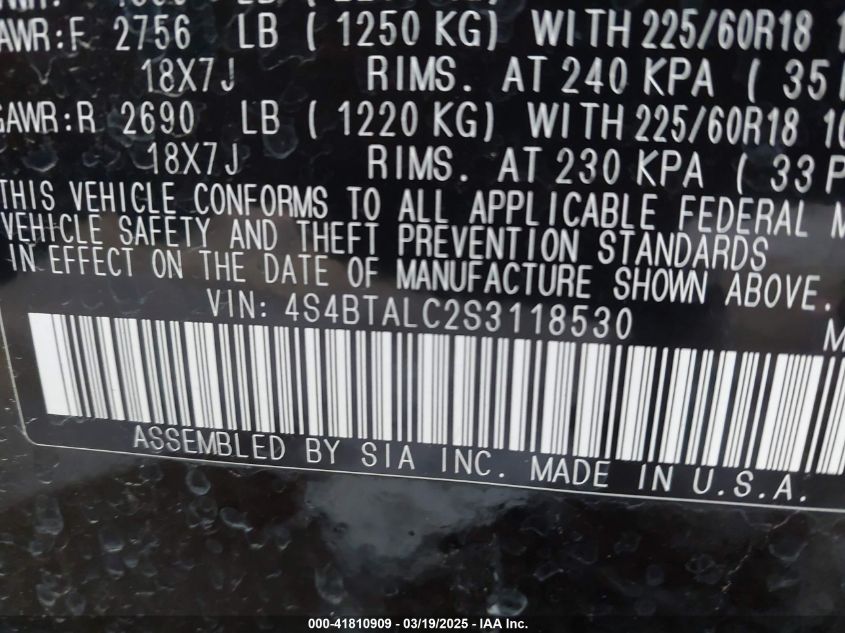 AWR:F 2756 LB ( 1250 KG) WITH 225/60R18
18X7J RIMS. AT 240 KPA ( 35
GAWR:R 2690 LB ( 1220 KG) WITH 225/60R18
18X7J RIMS. AT 230 KPA ( 33 P
THIS VEHICLE CONFORMS TO ALL APPLICABLE FEDERAL M
VEHICLE SAFETY AND THEFT PREVENTION STANDARDS
IN EFFECT ON THE DATE OF MANUFACTURE SHOWN ABOVE.
VIN: 4S4BTALC2S3118530 M
ASSEMBLED BY SIA INC. MADE IN U.S.A.
000-41810909 - 03/19/2025 - IAA Inc.